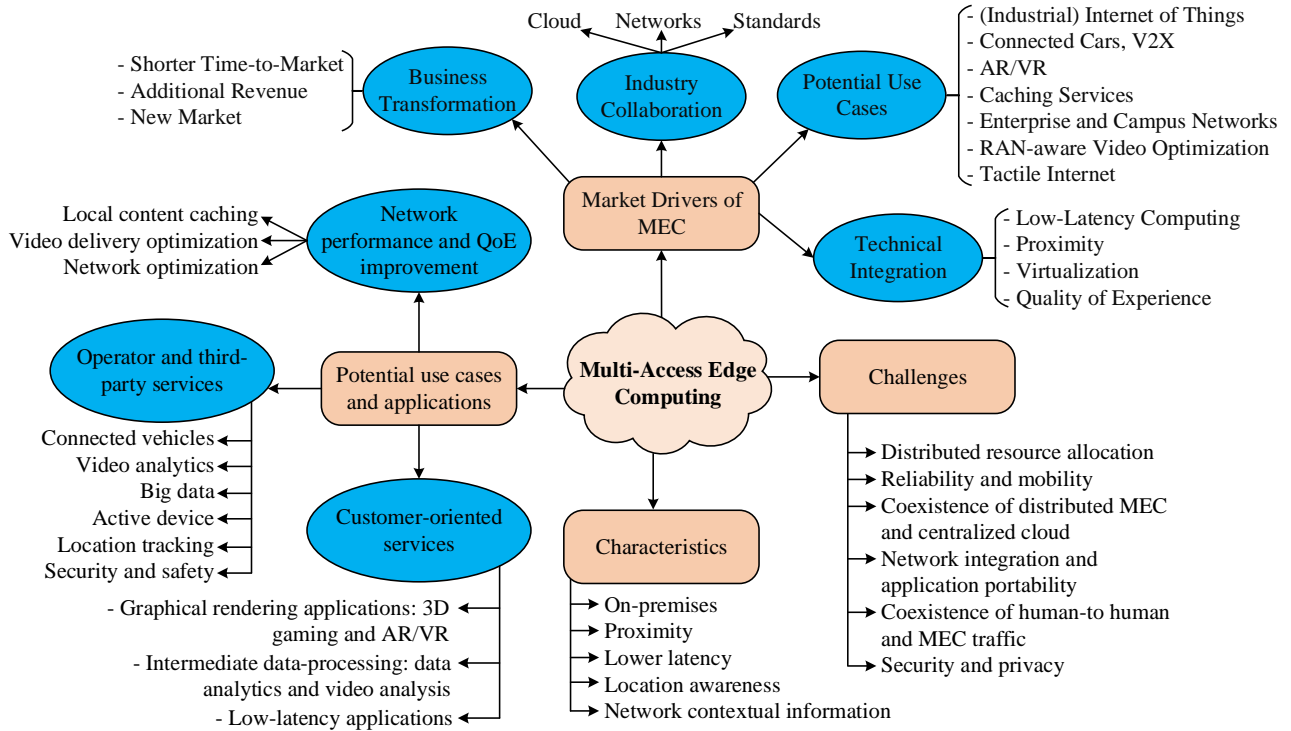 Cloud
Networks
Standards
- Shorter Time-to-Market
- Additional Revenue
- New Market
Business
Transformation
Industry
Collaboration
Potential Use
Cases
- (Industrial) Internet of Things
- Connected Cars, V2X
- AR/VR
- Caching Services
- Enterprise and Campus Networks
- RAN-aware Video Optimization
- Tactile Internet
Market Drivers of
MEC
Technical
Integration
- Low-Latency Computing
- Proximity
- Virtualization
- Quality of Experience
Local content caching
Video delivery optimization
Network optimization
Network
performance and QoE
improvement
Operator and third-
party services
Potential use cases
and applications
Multi-Access Edge
Computing
Challenges
Connected vehicles
Video analytics
Big data
Active device
Location tracking
Security and safety
Customer-oriented
services
- Graphical rendering applications: 3D
gaming and AR/VR
- Intermediate data-processing: data
analytics and video analysis
- Low-latency applications
Characteristics
On-premises
Proximity
Lower latency
Location awareness
Network contextual information
Distributed resource allocation
Reliability and mobility
Coexistence of distributed MEC
and centralized cloud
Network integration and
application portability
Coexistence of human-to human
and MEC traffic
Security and privacy